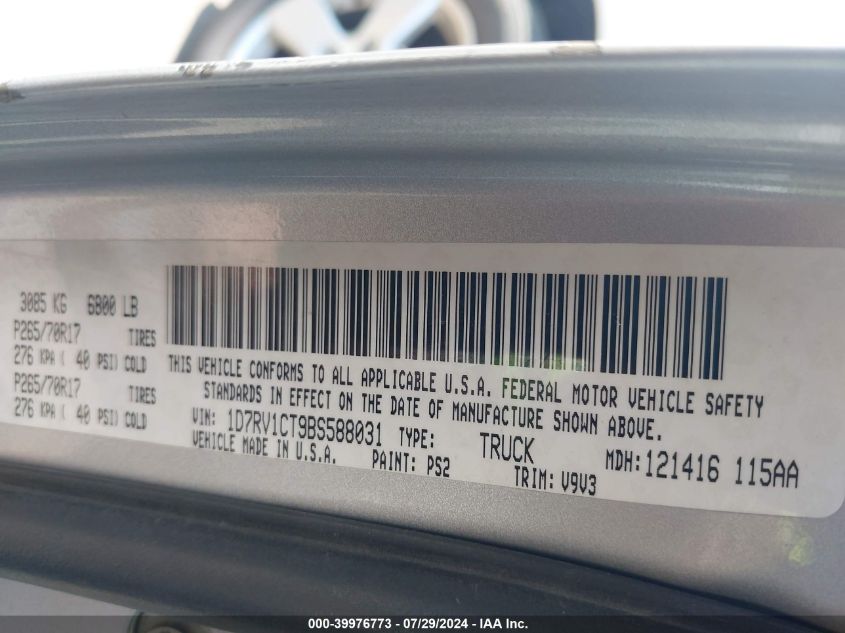 3085 KG 6800 LB
P265/70R17 TIRES
276 KPA ( 40 PSI) COLD
P265/70R17 TIRES
276 KPA ( 40 PSI) COLD
THIS VEHICLE CONFORMS TO ALL APPLICABLE U.S.A. FEDERAL MOTOR VEHICLE SAFETY
STANDARDS IN EFFECT ON THE DATE OF MANUFACTURE SHOWN ABOVE.
VIN: 1D7RV1CT9BS588031 TYPE: TRUCK MDH:121416 115AA
VEHICLE MADE IN U.S.A. PAINT: PS2 TRIM: V9V3
000-39976773 / 07/29/2024 - IAA Inc.